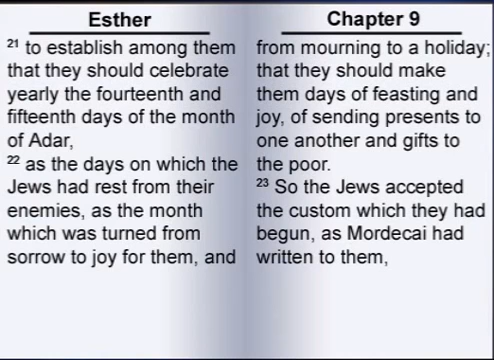 Esther
21 to establish among them
that they should celebrate
yearly the fourteenth and
fifteenth days of the month
of Adar,
22 as the days on which the
Jews had rest from their
enemies, as the month
which was turned from
sorrow to joy for them, and
Chapter 9
from mourning to a holiday;
that they should make
them days of feasting and
joy, of sending presents to
one another and gifts to
the poor.
23 So the Jews accepted
the custom which they had
begun, as Mordecai had
written to them,